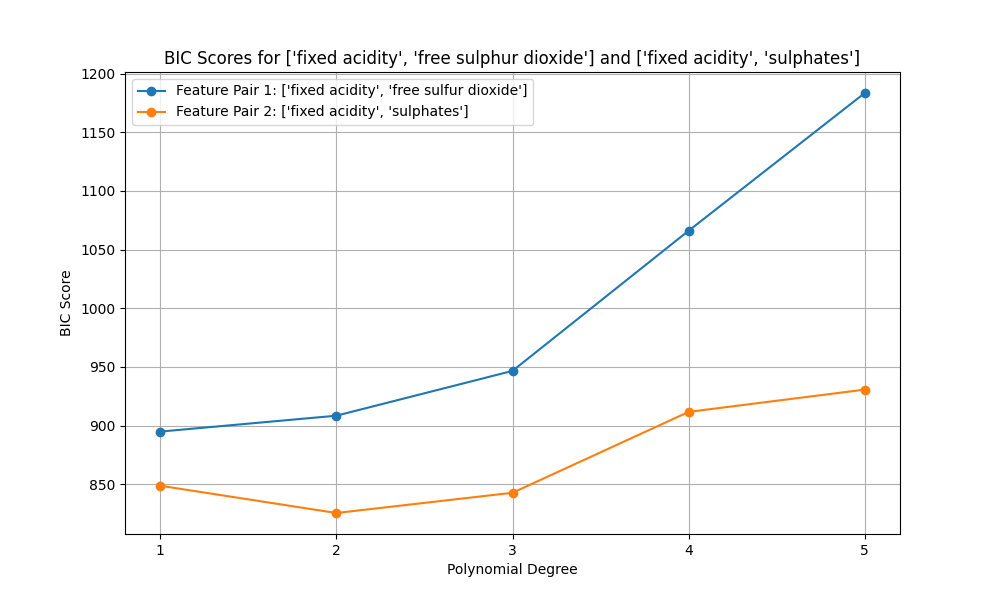 BIC Scores for ['fixed acidity', 'free sulphur dioxide'] and ['fixed acidity', 'sulphates']
Feature Pair 1: ['fixed acidity', 'free sulfur dioxide']
Feature Pair 2: ['fixed acidity', 'sulphates']
1200
1150
1100
1050
1000
950
900
850
BIC Score
1 2 3 4 5
Polynomial Degree